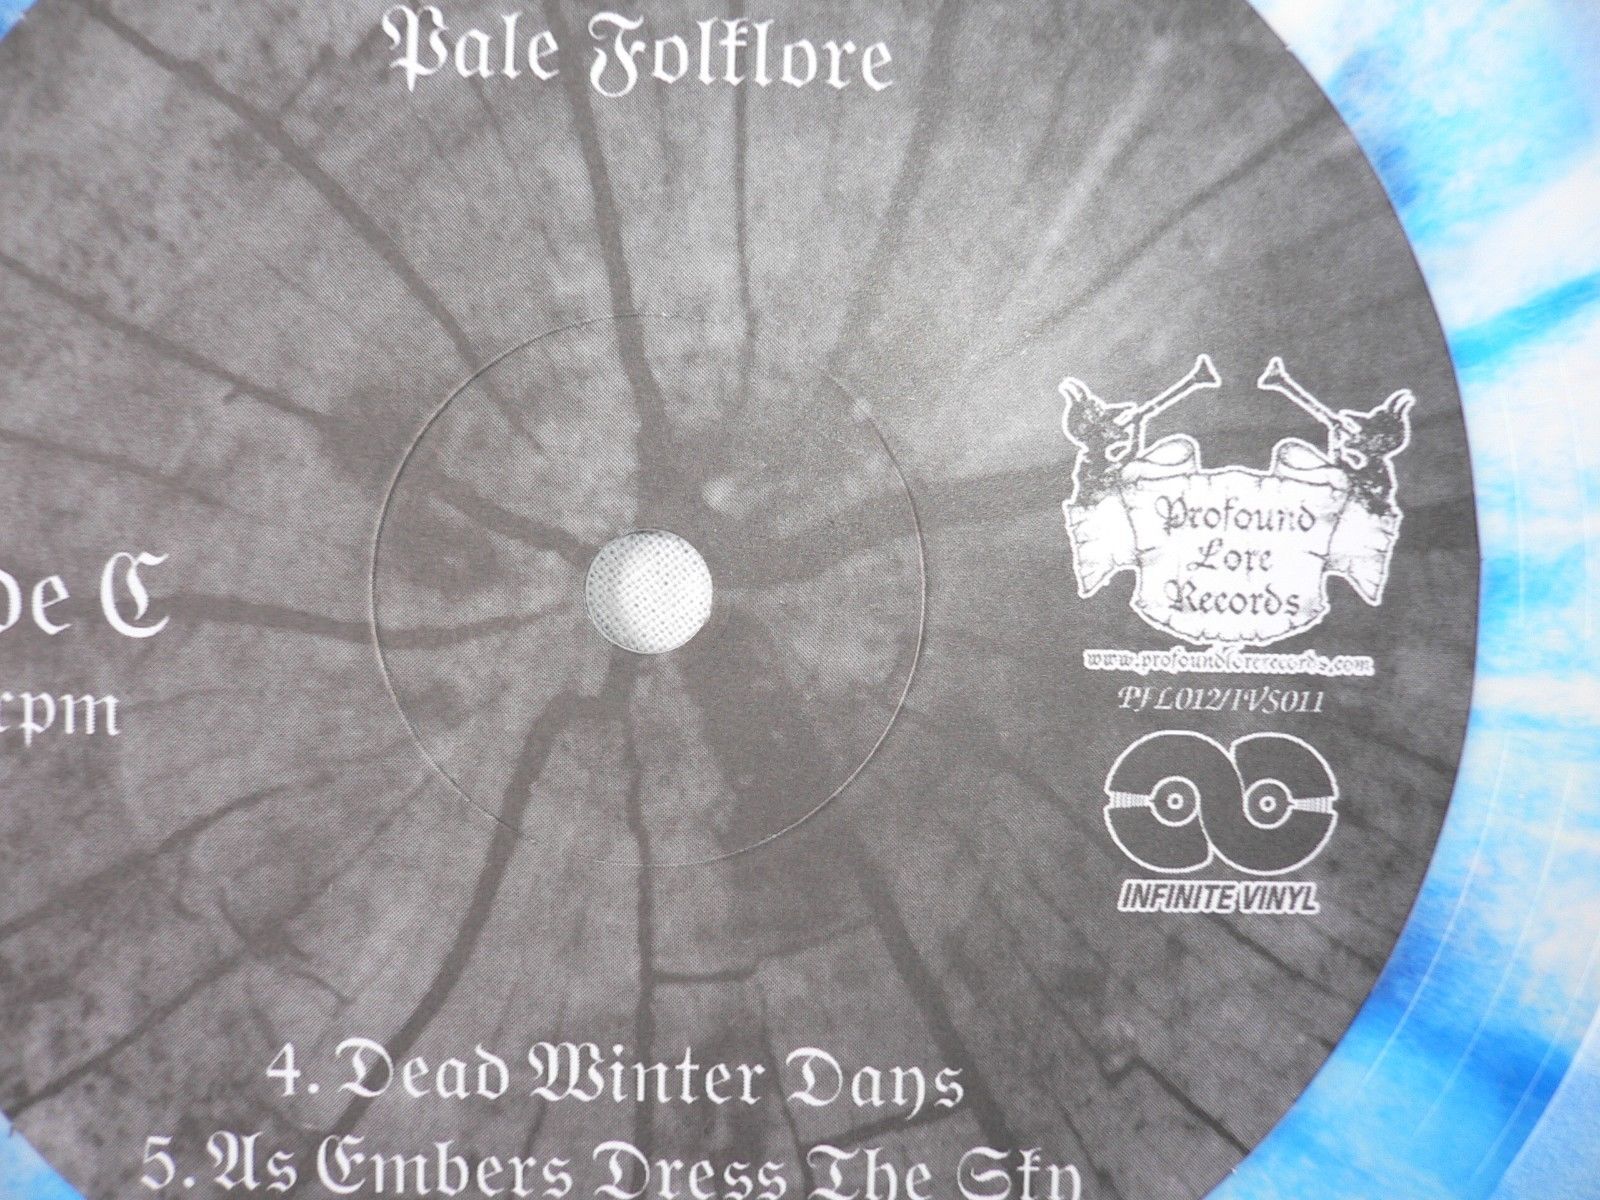 Pale Folklore
de C
rpm
Profound
Lore
Records
www.profoundlorerecords.com
PFL012/IVS011
INFINITE VINYL
4. Dead Winter Days
5. As Embers Dress The Sky